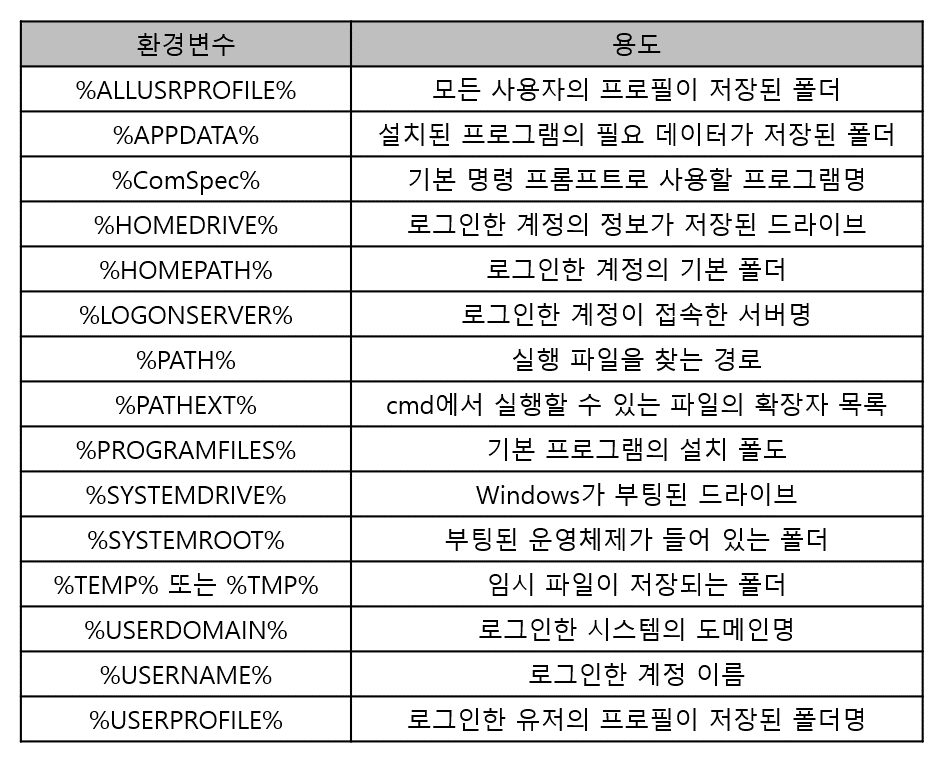 환경변수 용도
%ALLUSRPROFILE% 모든 사용자의 프로필이 저장된 폴더
%APPDATA% 설치된 프로그램의 필요 데이터가 저장된 폴더
%ComSpec% 기본 명령 프롬프트로 사용할 프로그램명
%HOMEDRIVE% 로그인한 계정의 정보가 저장된 드라이브
%HOMEPATH% 로그인한 계정의 기본 폴더
%LOGONSERVER% 로그인한 계정이 접속한 서버명
%PATH% 실행 파일을 찾는 경로
%PATHEXT% cmd에서 실행할 수 있는 파일의 확장자 목록
%PROGRAMFILES% 기본 프로그램의 설치 폴도
%SYSTEMDRIVE% Windows가 부팅된 드라이브
%SYSTEMROOT% 부팅된 운영체제가 들어 있는 폴더
%TEMP% 또는 %TMP% 임시 파일이 저장되는 폴더
%USERDOMAIN% 로그인한 시스템의 도메인명
%USERNAME% 로그인한 계정 이름
%USERPROFILE% 로그인한 유저의 프로필이 저장된 폴더명